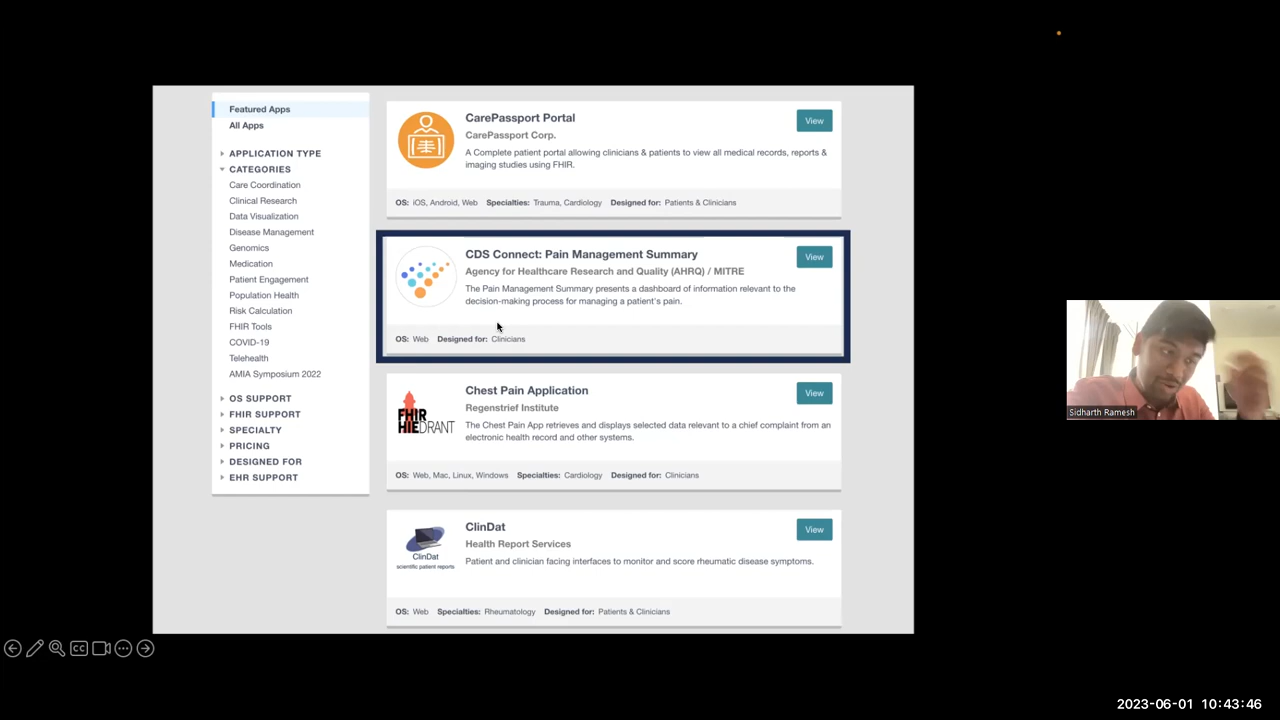 Featured Apps
All Apps
APPLICATION TYPE
CATEGORIES
Care Coordination
Clinical Research
Data Visualization
Disease Management
Genomics
Medication
Patient Engagement
Population Health
Risk Calculation
FHIR Tools
COVID-19
Telehealth
AMIA Symposium 2022
OS SUPPORT
FHIR SUPPORT
SPECIALTY
PRICING
DESIGNED FOR
EHR SUPPORT
CarePassport Portal
View
CarePassport Corp.
A Complete patient portal allowing clinicians & patients to view all medical records, reports &
imaging studies using FHIR.
OS: iOS, Android, Web Specialties: Trauma, Cardiology Designed for: Patients & Clinicians
CDS Connect: Pain Management Summary
View
Agency for Healthcare Research and Quality (AHRQ) / MITRE
The Pain Management Summary presents a dashboard of information relevant to the
decision-making process for managing a patient's pain.
OS: Web Designed for: Clinicians
FHIR
HIEDRANT
Chest Pain Application
View
Regenstrief Institute
The Chest Pain App retrieves and displays selected data relevant to a chief complaint from an
electronic health record and other systems.
OS: Web, Mac, Linux, Windows Specialties: Cardiology Designed for: Clinicians
ClinDat
scientific patient reports
ClinDat
View
Health Report Services
Patient and clinician facing interfaces to monitor and score rheumatic disease symptoms.
OS: Web Specialties: Rheumatology Designed for: Patients & Clinicians
Sidharth Ramesh
CC
2023-06-01 10:43:46